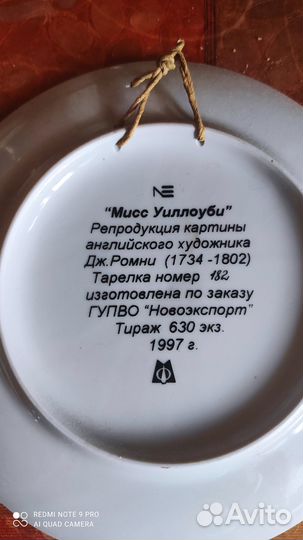 NE
"Мисс Уиллоуби"
Репродукция картины
английского художника
Дж.Ромни (1734 -1802)
Тарелка номер 182
изготовлена по заказу
ГУПВО "Новоэкспорт"
Тираж 630 экз.
1997 г.
REDMI NOTE 9 PRO
AI QUAD CAMERA
Avito